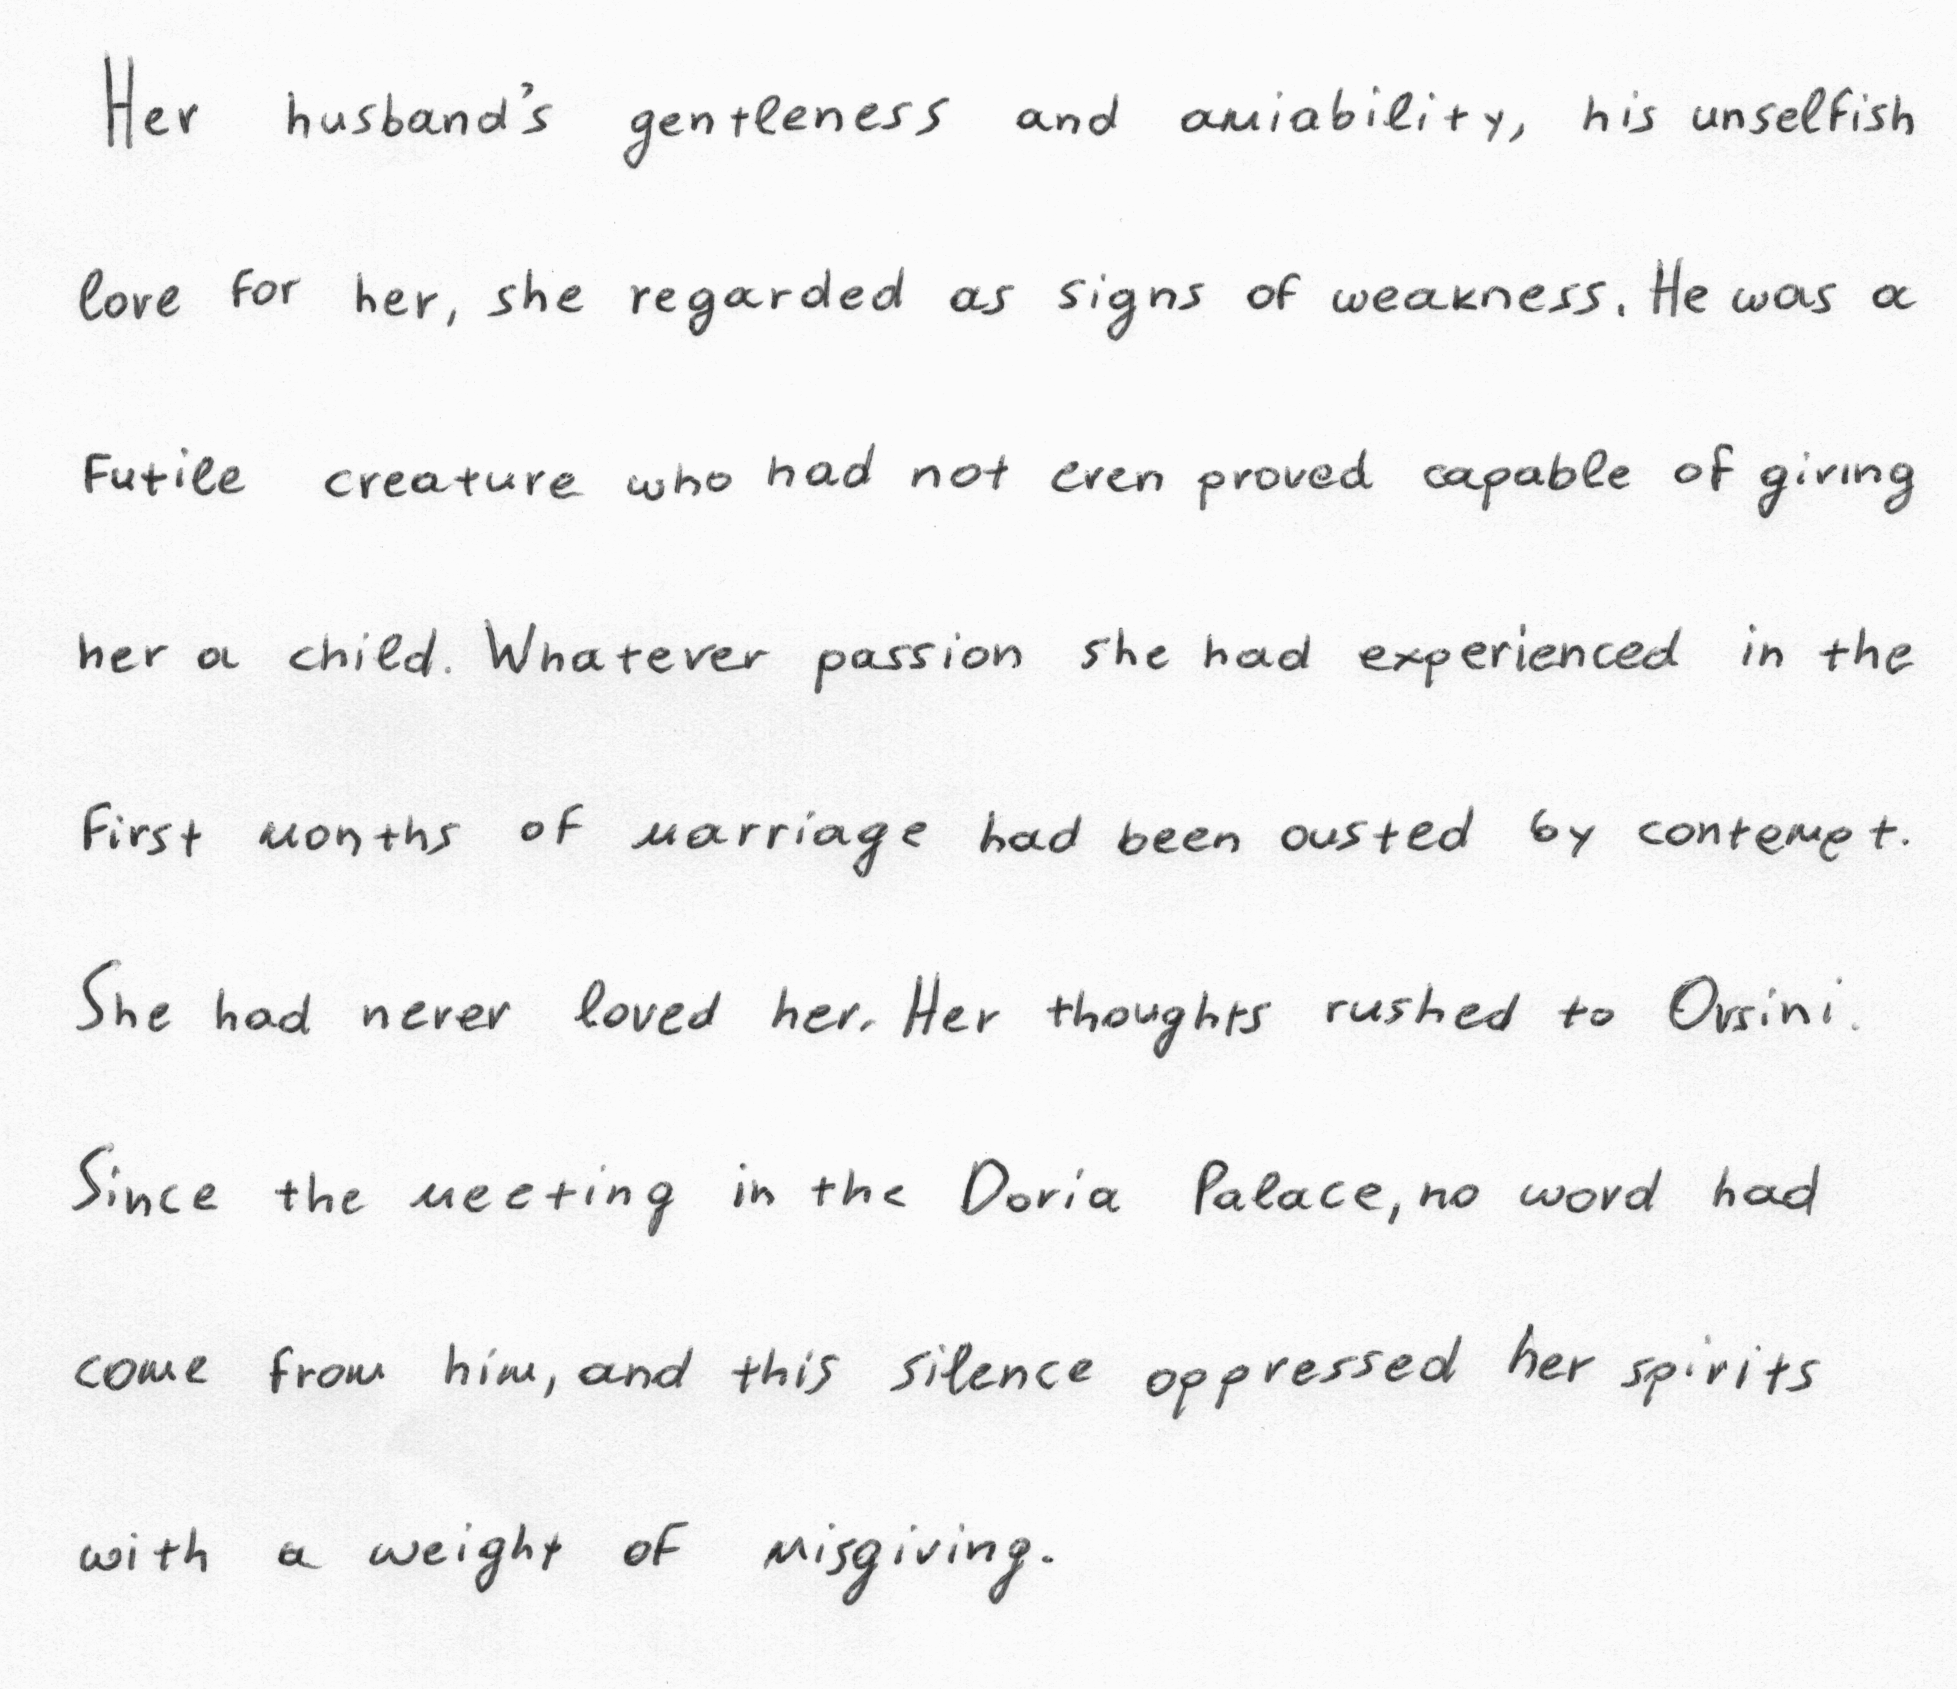 Her husband's gentleness and amiability, his unselfish
love for her, she regarded as signs of weakness. He was a
futile creature who had not even proved capable of giving
her a child. Whatever passion she had experienced in the
first months of marriage had been ousted by contempt.
She had never loved her. Her thoughts rushed to Orsini.
Since the meeting in the Doria Palace, no word had
come from him, and this silence oppressed her spirits
with a weight of misgiving.